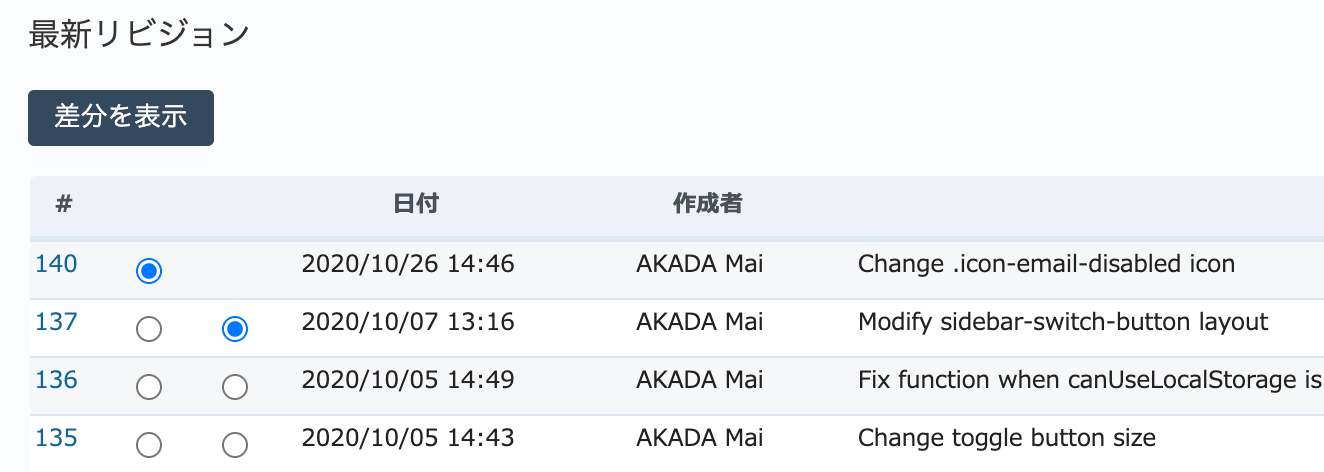 最新リビジョン
差分を表示
# 日付 作成者
140 2020/10/26 14:46 AKADA Mai Change .icon-email-disabled icon
137 2020/10/07 13:16 AKADA Mai Modify sidebar-switch-button layout
136 2020/10/05 14:49 AKADA Mai Fix function when canUseLocalStorage is
135 2020/10/05 14:43 AKADA Mai Change toggle button size